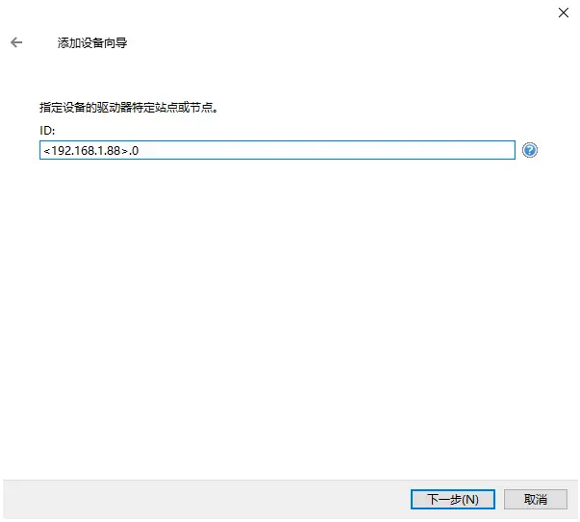 添加设备向导
指定设备的驱动器特定站点或节点。
ID:
<192.168.1.88>.0
下一步(N)
取消